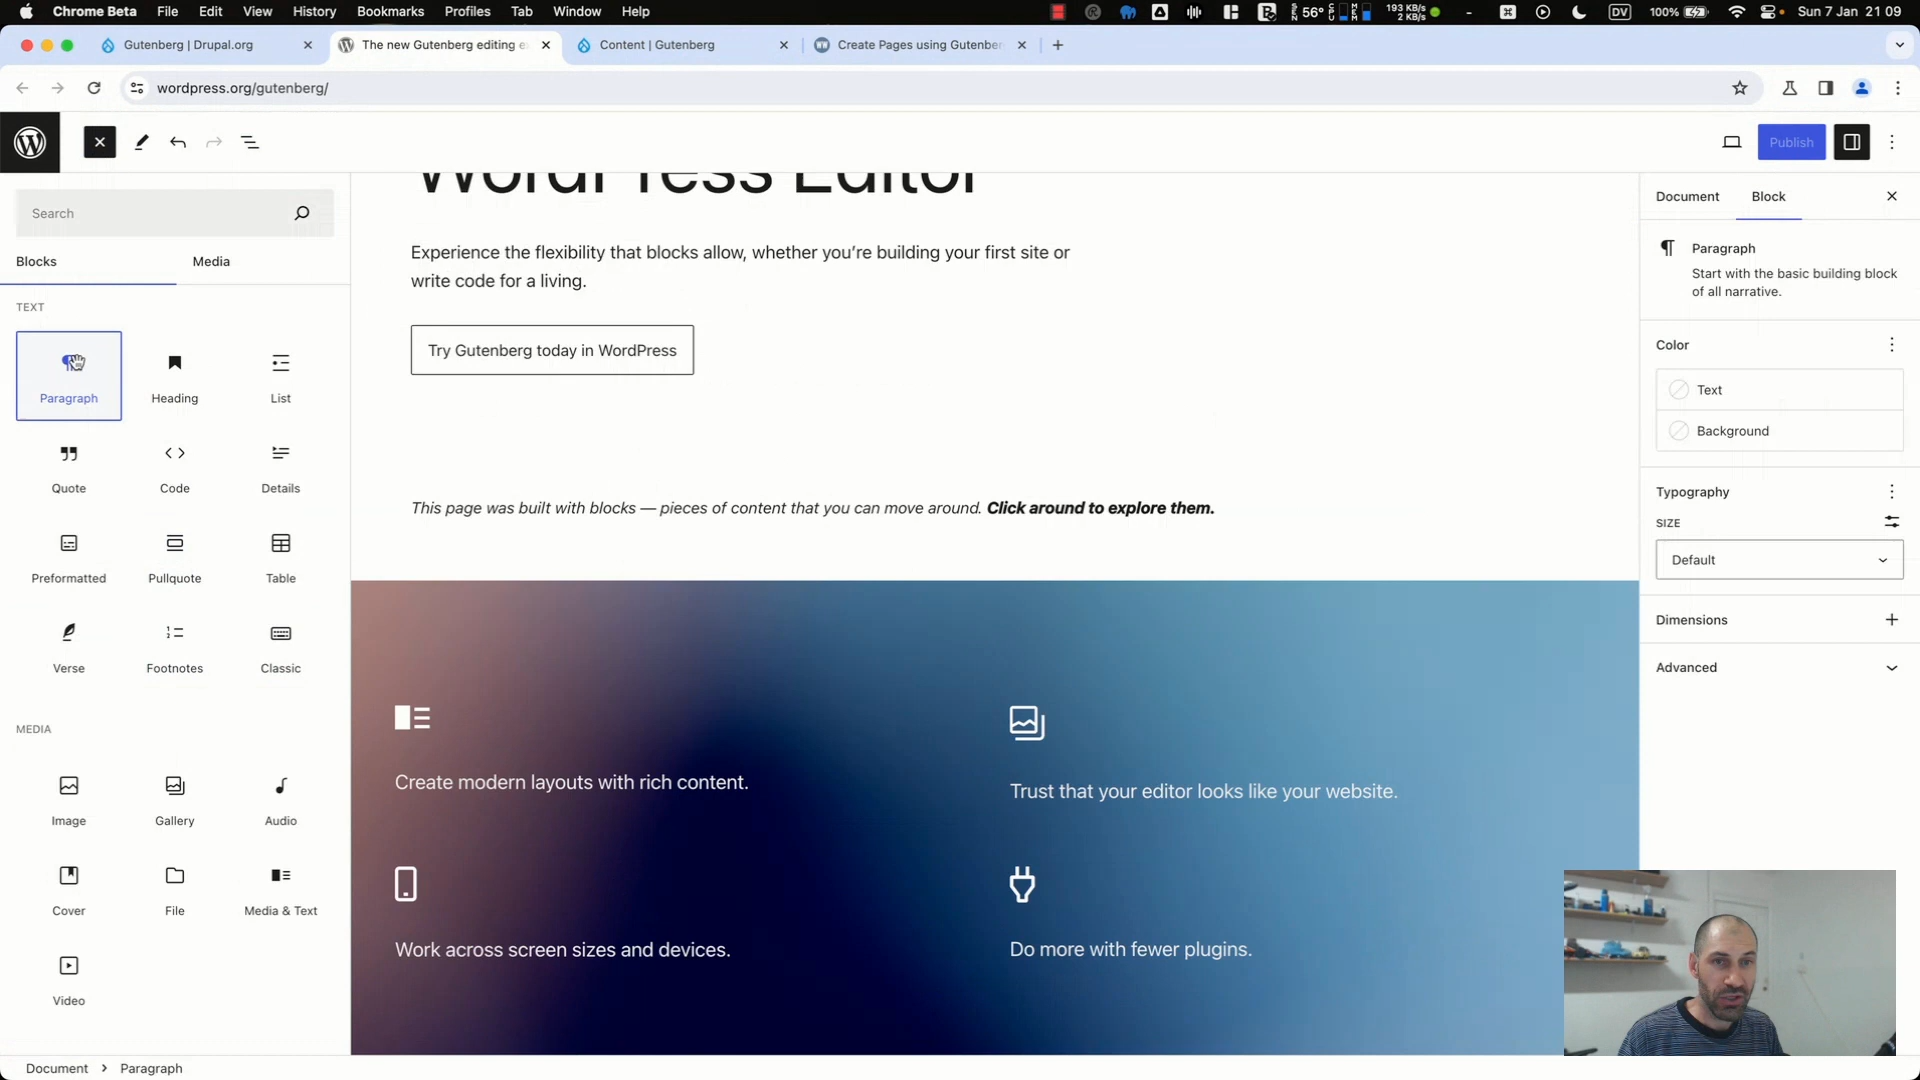 Chrome Beta File Edit View History Bookmarks Profiles Tab Window Help
56° 193 KB/s 2 KB/s DV 100% Sun 7 Jan 21 09
Gutenberg | Drupal.org
The new Gutenberg editing e
Content | Gutenberg
Create Pages using Gutenber
wordpress.org/gutenberg/
Publish
Search
Blocks
Media
TEXT
Paragraph
Heading
List
Quote
Code
Details
Preformatted
Pullquote
Table
Verse
Footnotes
Classic
MEDIA
Image
Gallery
Audio
Cover
File
Media & Text
Video
WordPress Editor
Experience the flexibility that blocks allow, whether you’re building your first site or
write code for a living.
Try Gutenberg today in WordPress
This page was built with blocks — pieces of content that you can move around. Click around to explore them.
Create modern layouts with rich content.
Trust that your editor looks like your website.
Work across screen sizes and devices.
Do more with fewer plugins.
Document
Block
Paragraph
Start with the basic building block
of all narrative.
Color
Text
Background
Typography
SIZE
Default
Dimensions
Advanced
Document
Paragraph